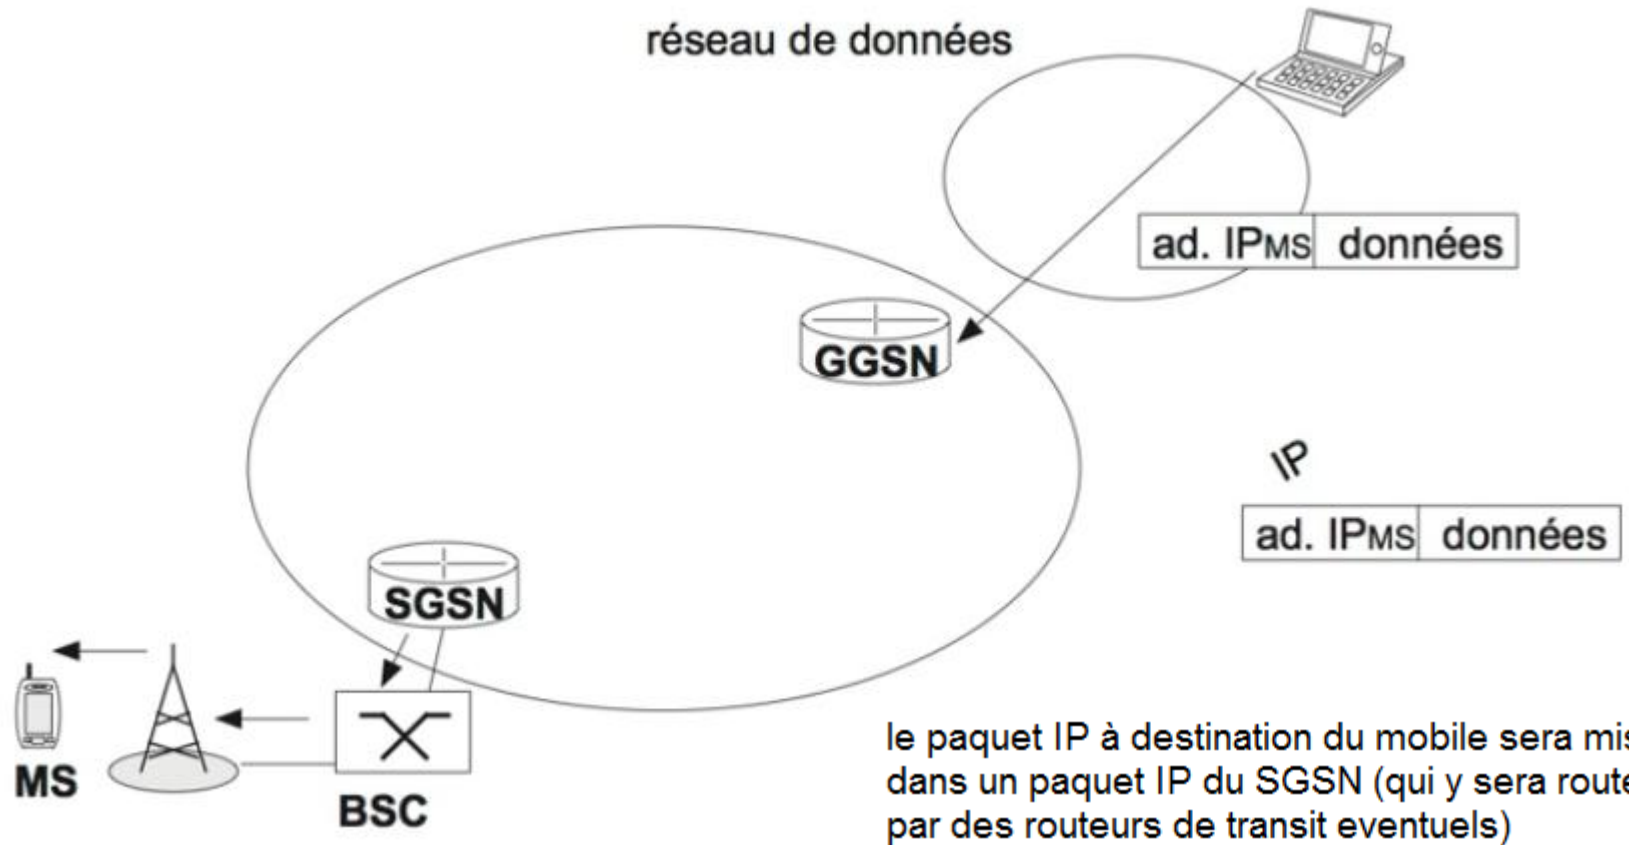 réseau de données
ad. IPMS données
GGSN
IP
ad. IPMS données
SGSN
MS
BSC
le paquet IP à destination du mobile sera mis
dans un paquet IP du SGSN (qui y sera route
par des routeurs de transit eventuels)